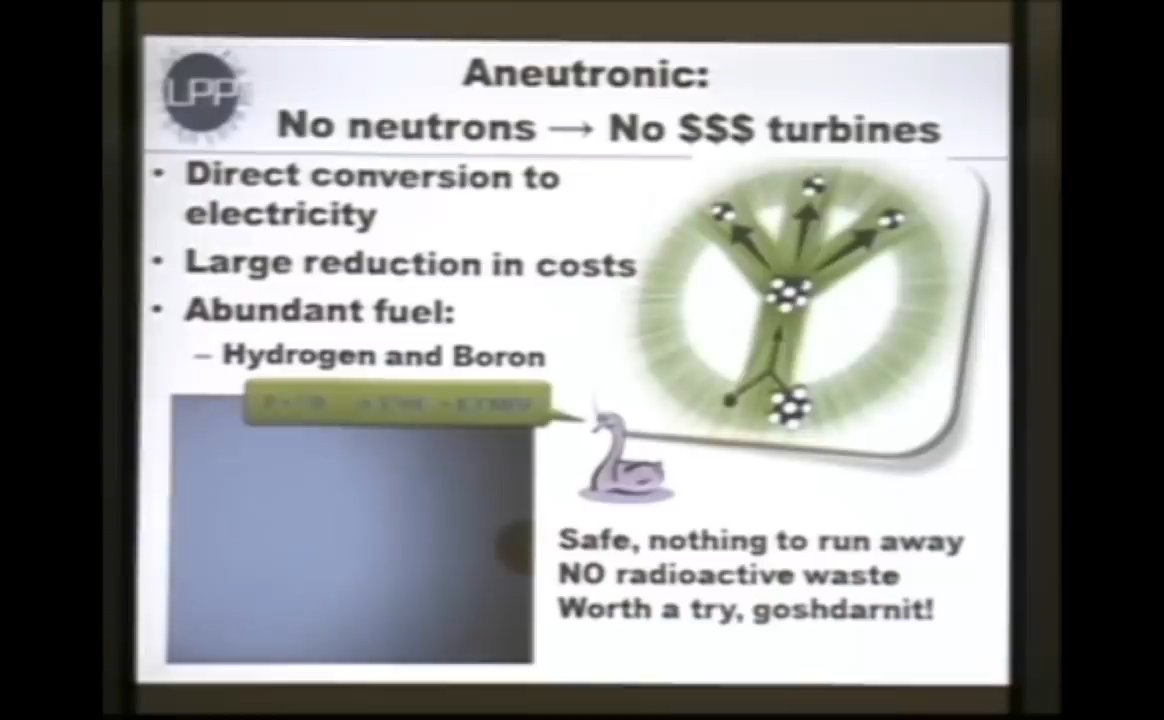 LPP
Aneutronic:
No neutrons → No $$$ turbines
• Direct conversion to
electricity
• Large reduction in costs
• Abundant fuel:
– Hydrogen and Boron
Safe, nothing to run away
NO radioactive waste
Worth a try, goshdarnit!